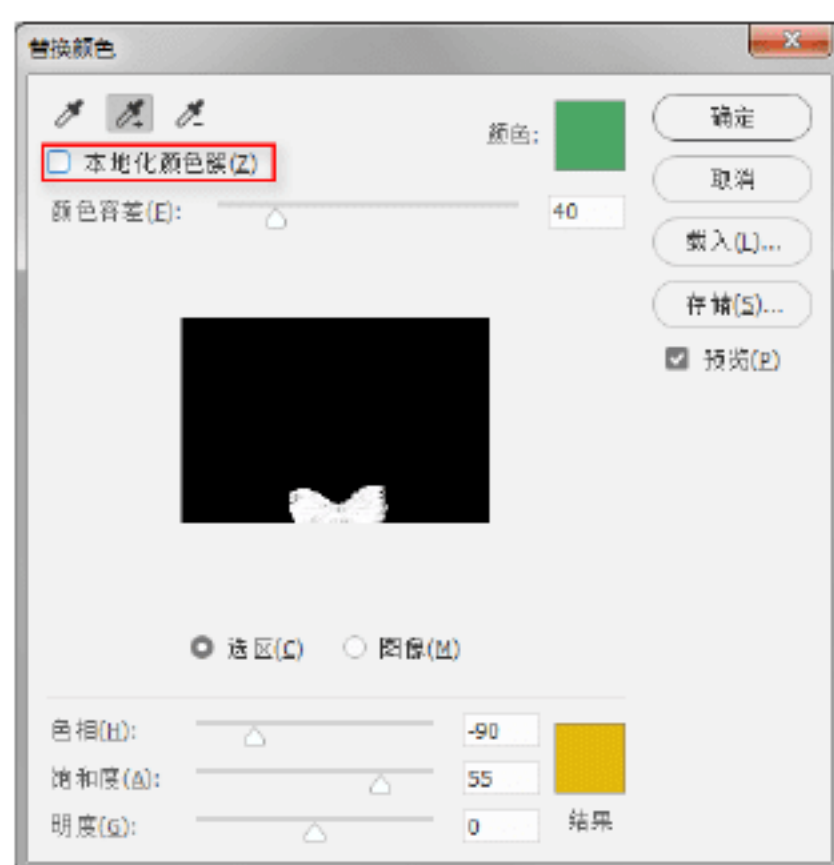 替换颜色
颜色:
确定
本地化颜色簇(Z)
取消
颜色容差(F): 40
载入(L)...
存储(S)...
预览(P)
选区(C) 图像(M)
色相(H): -90
饱和度(A): 55
明度(G): 0 结果